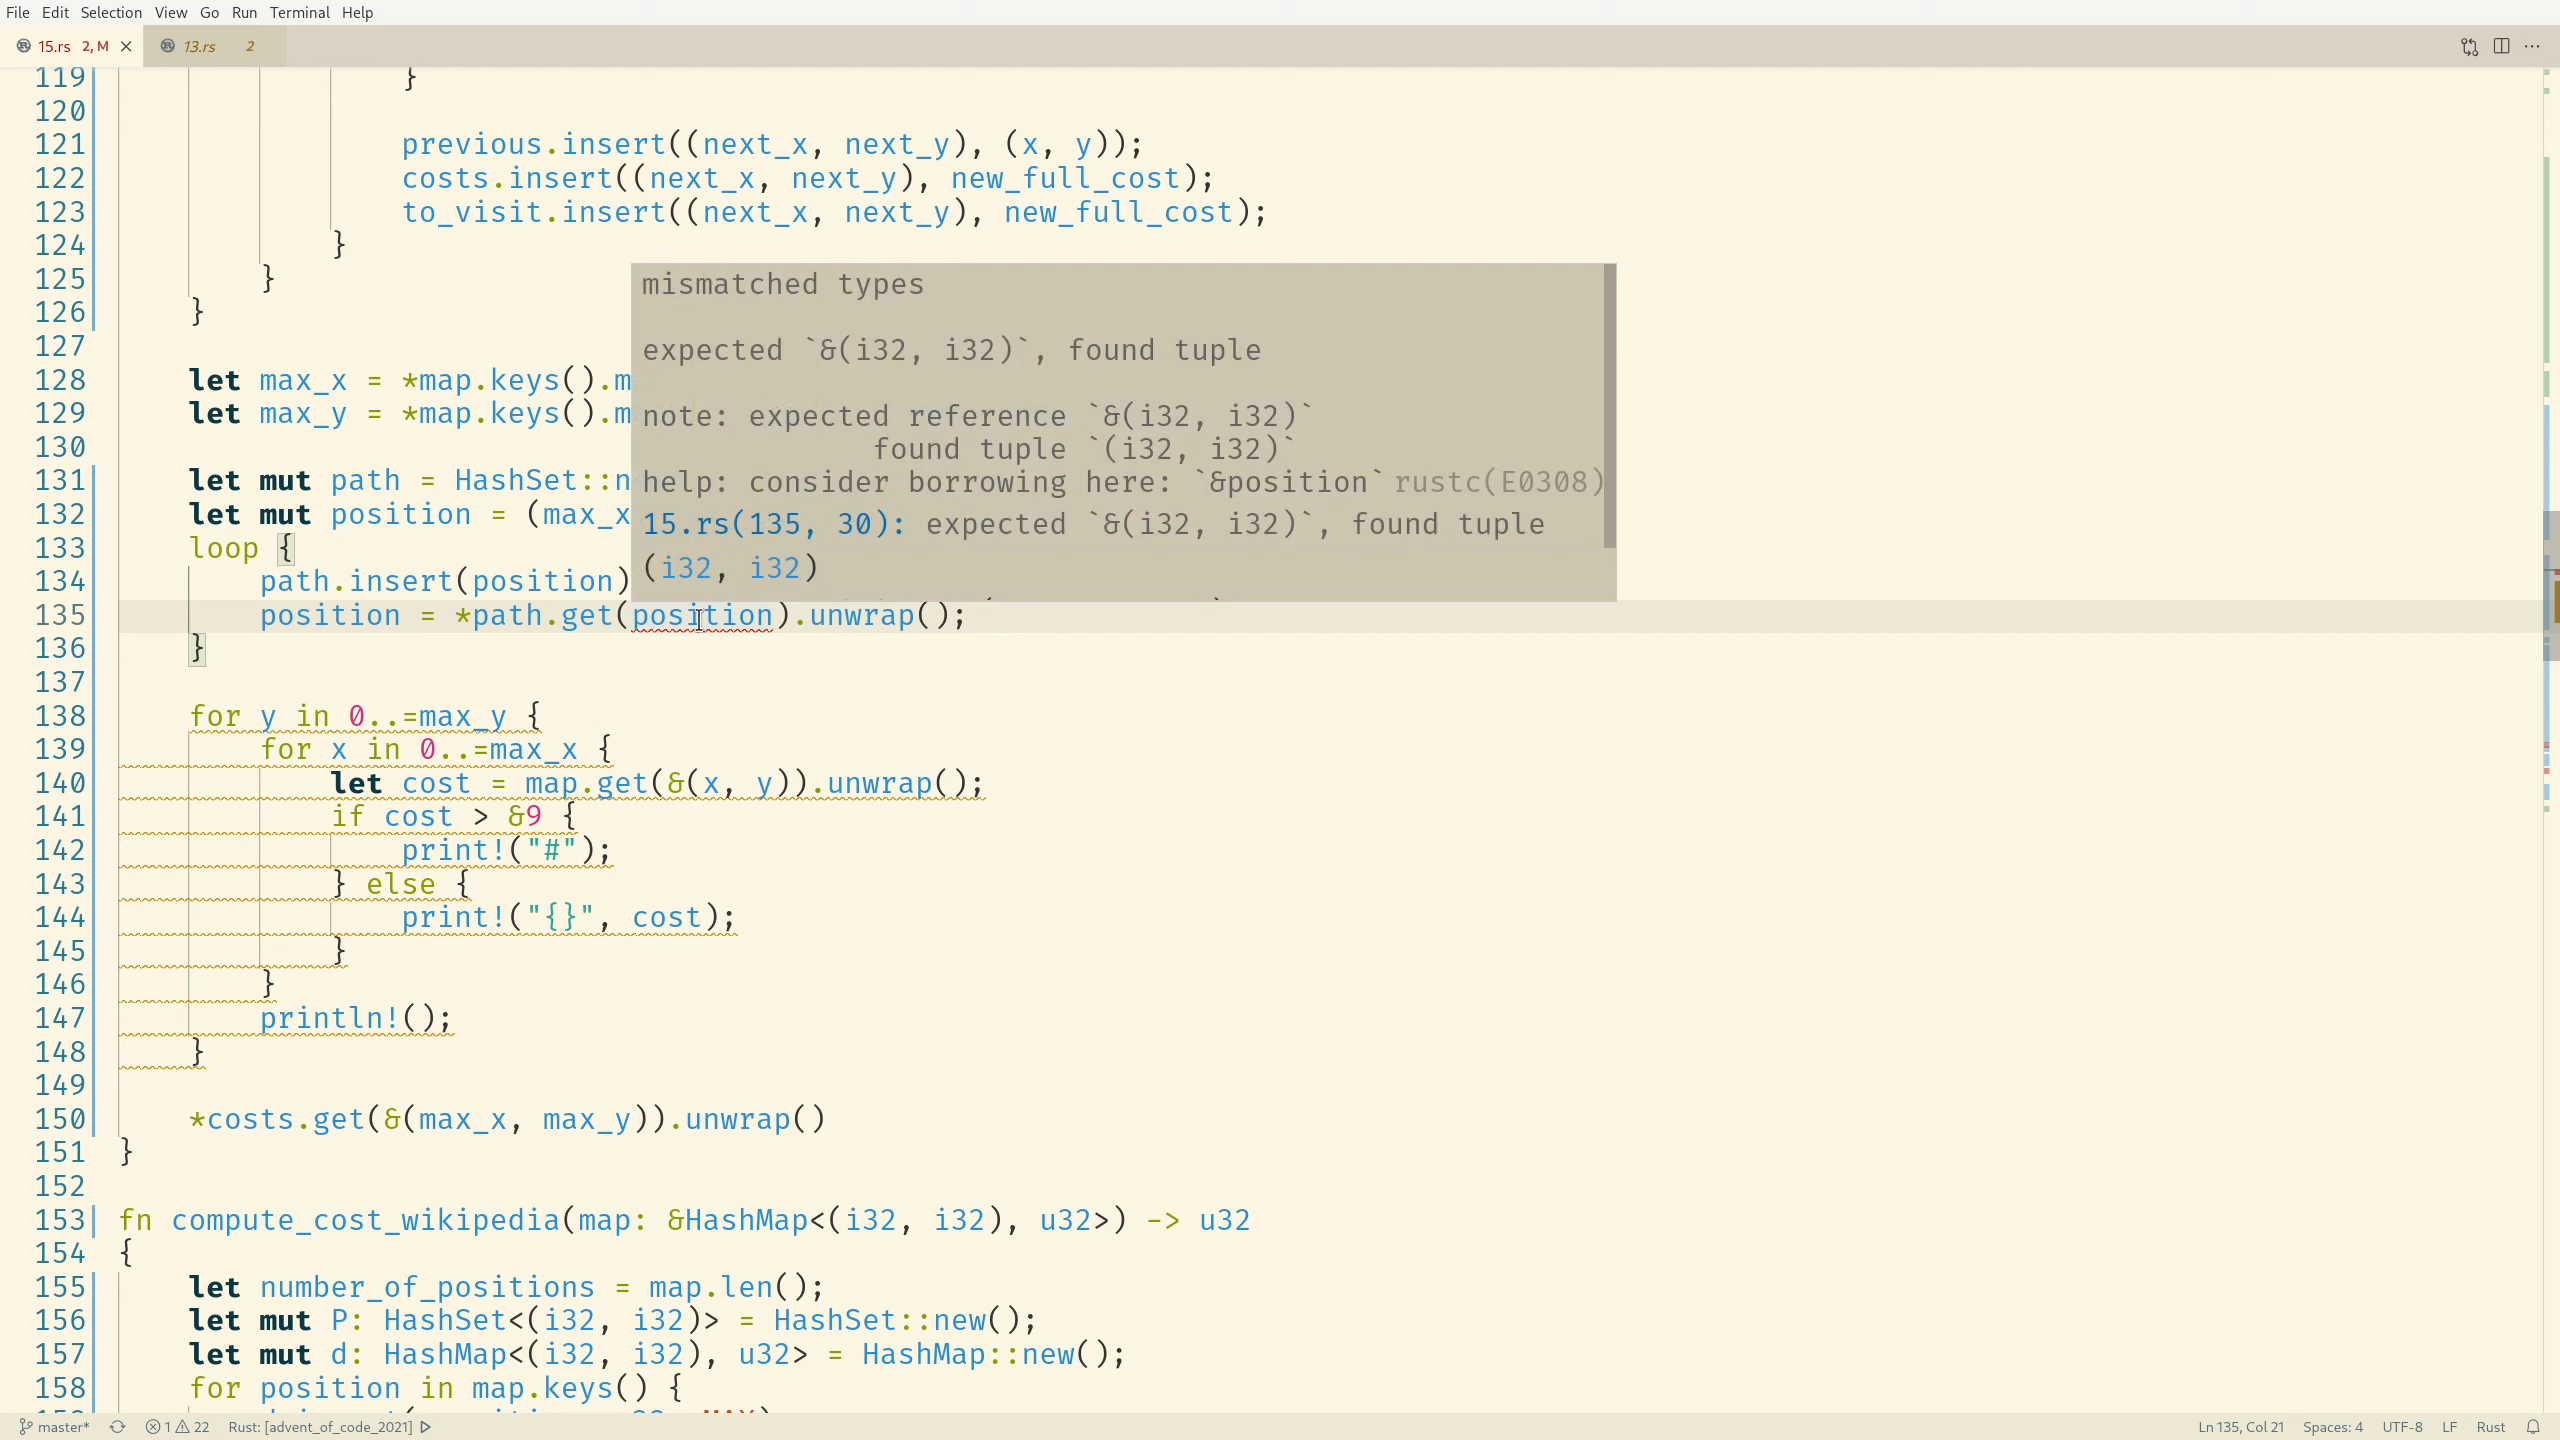 File Edit Selection View Go Run Terminal Help
15.rs 2, M
13.rs 2
119 }
120
121 previous.insert((next_x, next_y), (x, y));
122 costs.insert((next_x, next_y), new_full_cost);
123 to_visit.insert((next_x, next_y), new_full_cost);
124 }
125 }
126 }
127
128 let max_x = *map.keys().m
129 let max_y = *map.keys().m
130
131 let mut path = HashSet::n
132 let mut position = (max_x
133 loop {
134 path.insert(position)
mismatched types
expected `&(i32, i32)`, found tuple
note: expected reference `&(i32, i32)`
found tuple `(i32, i32)`
help: consider borrowing here: `&position` rustc(E0308)
15.rs(135, 30): expected `&(i32, i32)`, found tuple
(i32, i32)
135 position = *path.get(position).unwrap();
136 }
137
138 for y in 0..=max_y {
139 for x in 0..=max_x {
140 let cost = map.get(&(x, y)).unwrap();
141 if cost > &9 {
142 print!("#");
143 } else {
144 print!("{}", cost);
145 }
146 }
147 println!();
148 }
149
150 *costs.get(&(max_x, max_y)).unwrap()
151 }
152
153 fn compute_cost_wikipedia(map: &HashMap<(i32, i32), u32>) -> u32
154 {
155 let number_of_positions = map.len();
156 let mut P: HashSet<(i32, i32)> = HashSet::new();
157 let mut d: HashMap<(i32, i32), u32> = HashMap::new();
158 for position in map.keys() {
master* 1 22 Rust: [advent_of_code_2021] Ln 135, Col 21 Spaces: 4 UTF-8 LF Rust